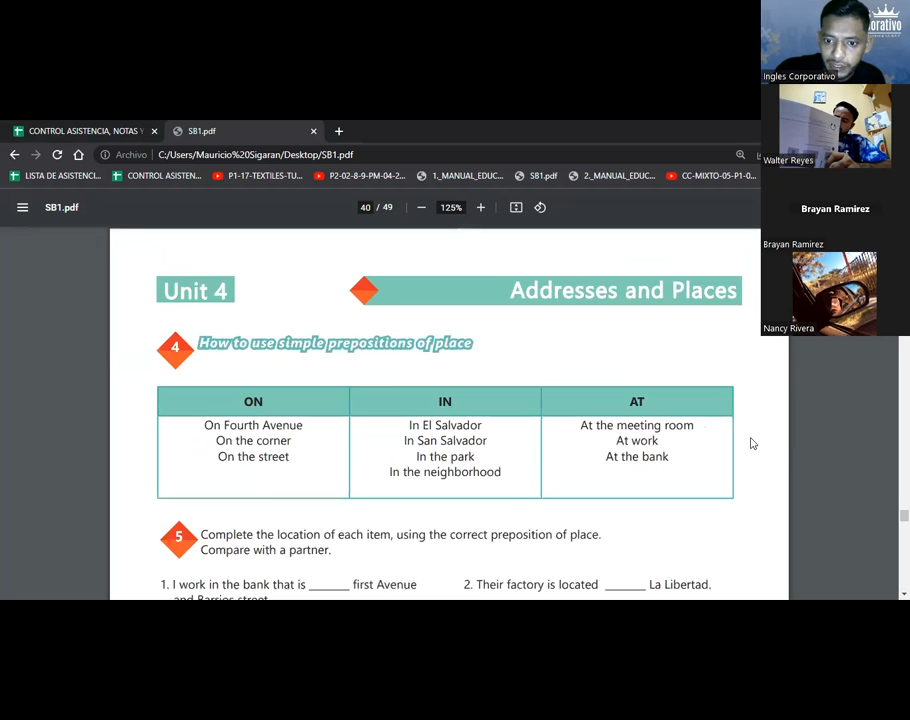 orativo
Ingles Corporativo
Walter Reyes
Brayan Ramirez
Brayan Ramirez
Nancy Rivera
CONTROL ASISTENCIA, NOTAS Y
SB1.pdf
Archivo
C:/Users/Mauricio%20Sigaran/Desktop/SB1.pdf
LISTA DE ASISTENCI...
CONTROL ASISTEN...
P1-17-TEXTILES-TU...
P2-02-8-9-PM-04-2...
1._MANUAL_EDUC...
SB1.pdf
2._MANUAL_EDUC...
CC-MIXTO-05-P1-0...
SB1.pdf
40 / 49
125%
Unit 4
Addresses and Places
4
How to use simple prepositions of place
ON IN AT
On Fourth Avenue In El Salvador At the meeting room
On the corner In San Salvador At work
On the street In the park At the bank
In the neighborhood
5
Complete the location of each item, using the correct preposition of place.
Compare with a partner.
1. I work in the bank that is ______ first Avenue
and Barrios street
2. Their factory is located ______ La Libertad.